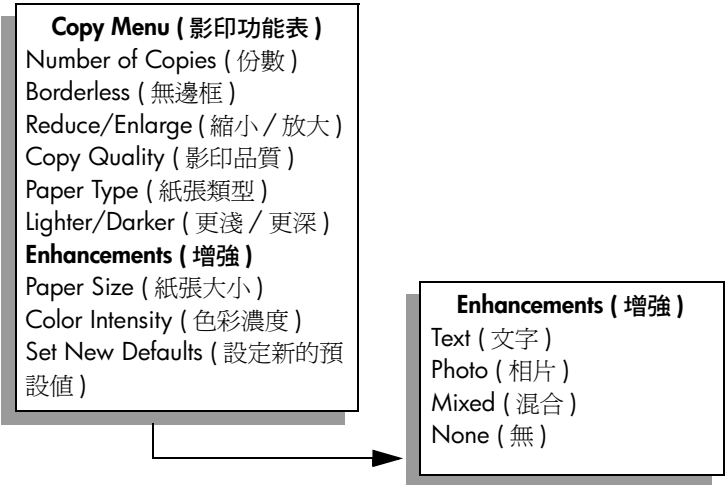 Copy Menu ( 影印功能表 )
Number of Copies ( 份數 )
Borderless ( 無邊框 )
Reduce/Enlarge ( 縮小 / 放大 )
Copy Quality ( 影印品質 )
Paper Type ( 紙張類型 )
Lighter/Darker ( 更淺 / 更深 )
Enhancements ( 增強 )
Paper Size ( 紙張大小 )
Color Intensity ( 色彩濃度 )
Set New Defaults ( 設定新的預
設值 )
Enhancements ( 增強 )
Text ( 文字 )
Photo ( 相片 )
Mixed ( 混合 )
None ( 無 )